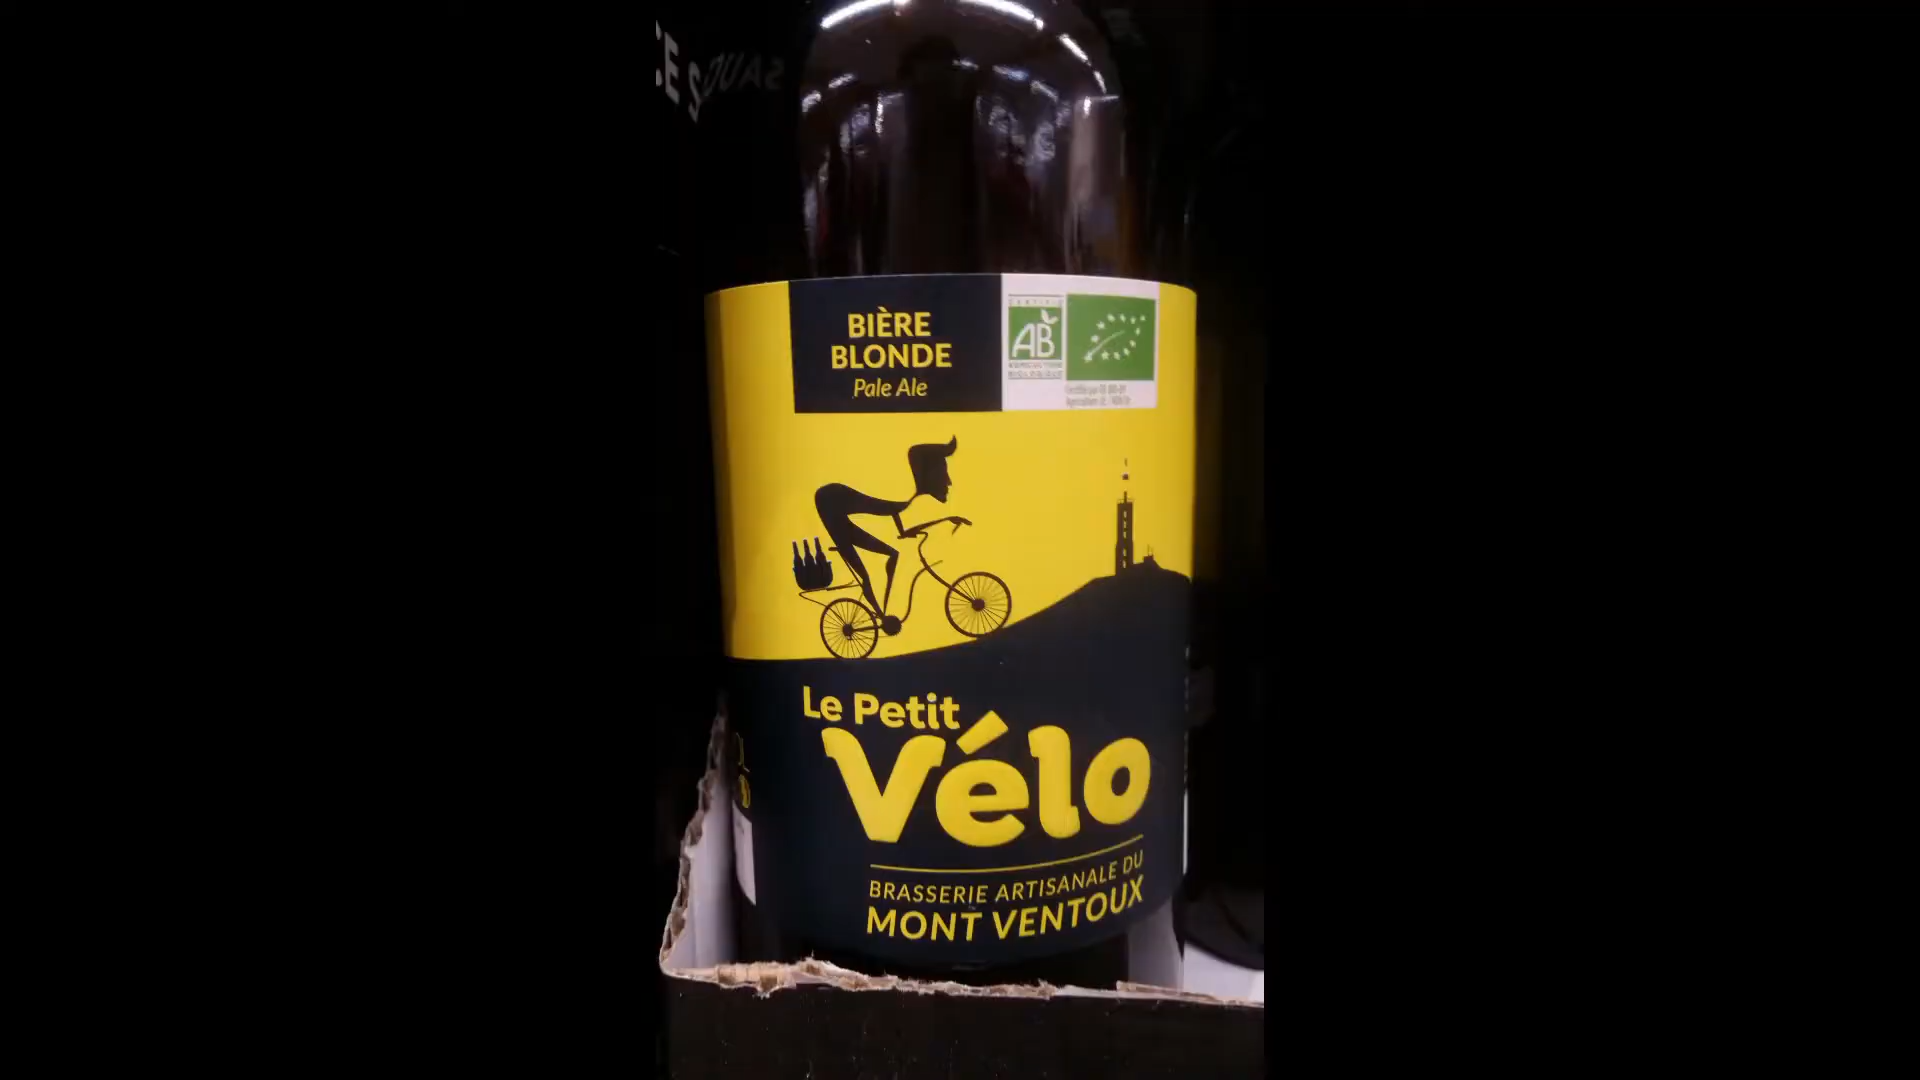 BIÈRE
BLONDE
Pale Ale
AB
Le Petit
Vélo
BRASSERIE ARTISANALE DU
MONT VENTOUX